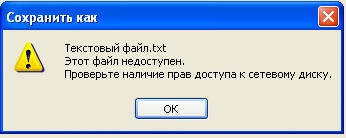 Сохранить как
Текстовый файл.txt
Этот файл недоступен.
Проверьте наличие прав доступа к сетевому диску.
OK